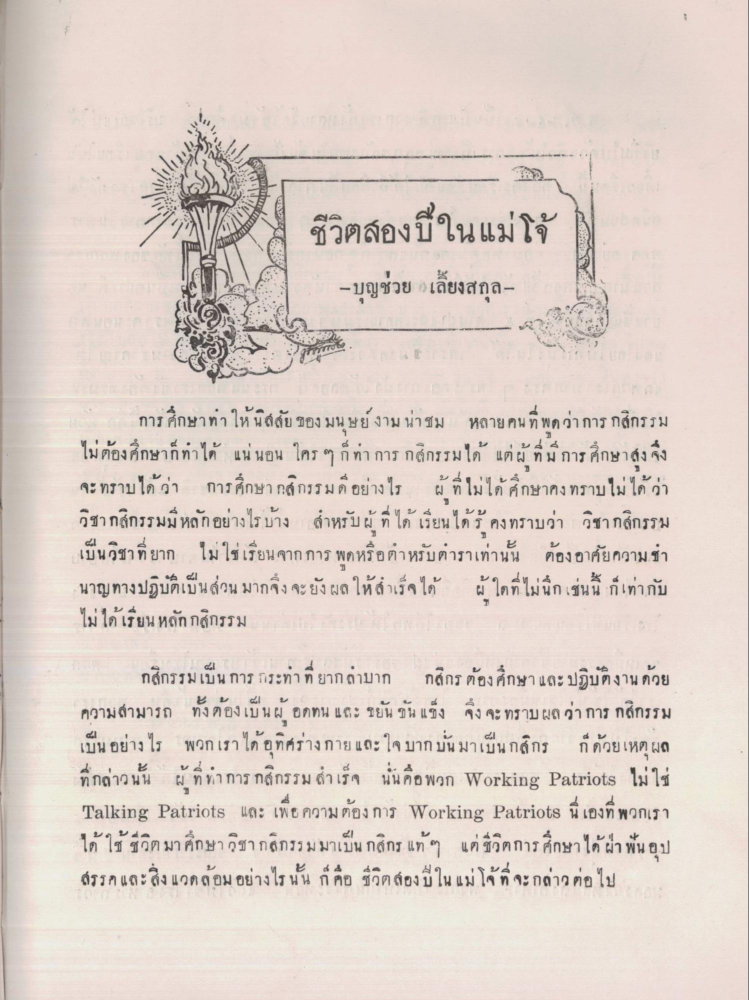 ชีวิตสองปีในแม่โจ้
-บุญช่วย เลี้ยงสกุล-
การศึกษาทำให้นิสสัยของมนุษย์งามน่าชม หลายคนที่พูดว่าการกสิกรรม
ไม่ต้องศึกษาก็ทำได้ แน่นอน ใคร ๆ ก็ทำการกสิกรรมได้ แต่ผู้ที่มีการศึกษาสูงจึง
จะทราบได้ว่า การศึกษากสิกรรมดีอย่างไร ผู้ที่ไม่ได้ศึกษาคงทราบไม่ได้ว่า
วิชากสิกรรมมีหลักอย่างไรบ้าง สำหรับผู้ที่ได้เรียนได้รู้คงทราบว่า วิชากสิกรรม
เป็นวิชาที่ยาก ไม่ใช่เรียนจากการพูดหรือตำหรับตำราเท่านั้น ต้องอาศัยความชำ
นาญทางปฏิบัติเป็นส่วนมากจึงจะยังผลให้สำเร็จได้ ผู้ใดที่ไม่นึกเช่นนี้ก็เท่ากับ
ไม่ได้เรียนหลักกสิกรรม
กสิกรรมเป็นการกระทำที่ยากลำบาก กสิกรต้องศึกษาและปฏิบัติงานด้วย
ความสามารถ ทั้งต้องเป็นผู้อดทนและขยันขันแข็ง จึงจะทราบผลว่าการกสิกรรม
เป็นอย่างไร พวกเราได้อุทิศร่างกายและใจบากบั่นมาเป็นกสิกร ก็ด้วยเหตุผล
ที่กล่าวนั้น ผู้ที่ทำการกสิกรรมสำเร็จ นั่นคือพวก Working Patriots ไม่ใช่
Talking Patriots และเพื่อความต้องการ Working Patriots นี่เองที่พวกเรา
ได้ใช้ชีวิตมาศึกษาวิชากสิกรรมมาเป็นกสิกรแท้ๆ แต่ชีวิตการศึกษาได้ฝ่าฟันอุป
สรรคและสิ่งแวดล้อมอย่างไรนั้น ก็คือ ชีวิตสองปีในแม่โจ้ที่จะกล่าวต่อไป